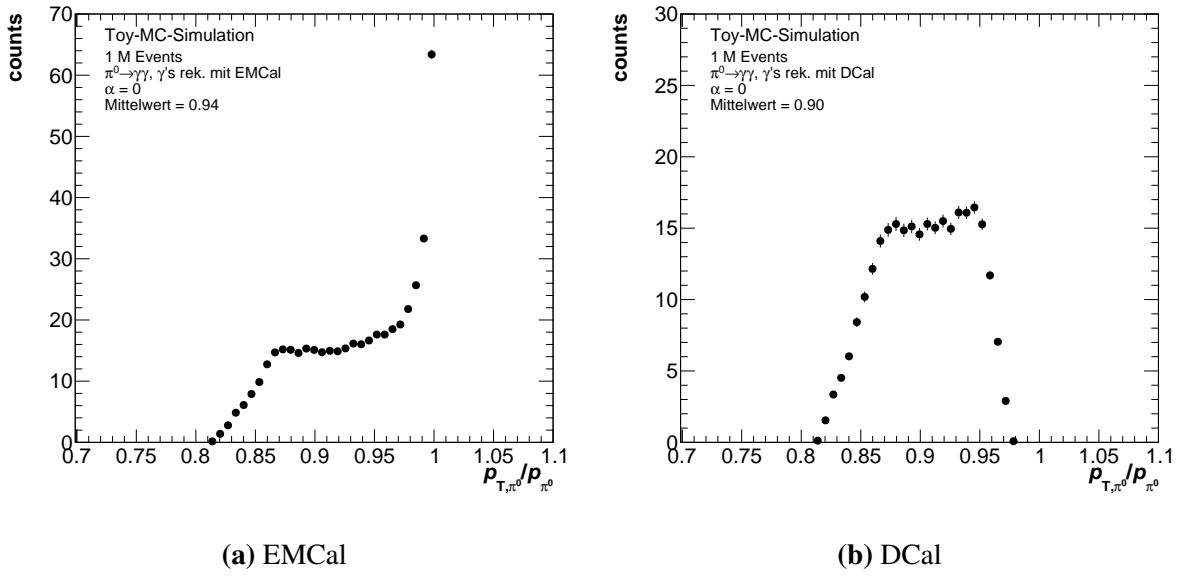 counts
70
60
50
40
30
20
10
0
Toy-MC-Simulation
1 M Events
π⁰→γγ, γ's rek. mit EMCal
α = 0
Mittelwert = 0.94
0.7 0.75 0.8 0.85 0.9 0.95 1 1.05 1.1
p_T,π⁰/p_π⁰
(a) EMCal
counts
30
25
20
15
10
5
0
Toy-MC-Simulation
1 M Events
π⁰→γγ, γ's rek. mit DCal
α = 0
Mittelwert = 0.90
0.7 0.75 0.8 0.85 0.9 0.95 1 1.05 1.1
p_T,π⁰/p_π⁰
(b) DCal